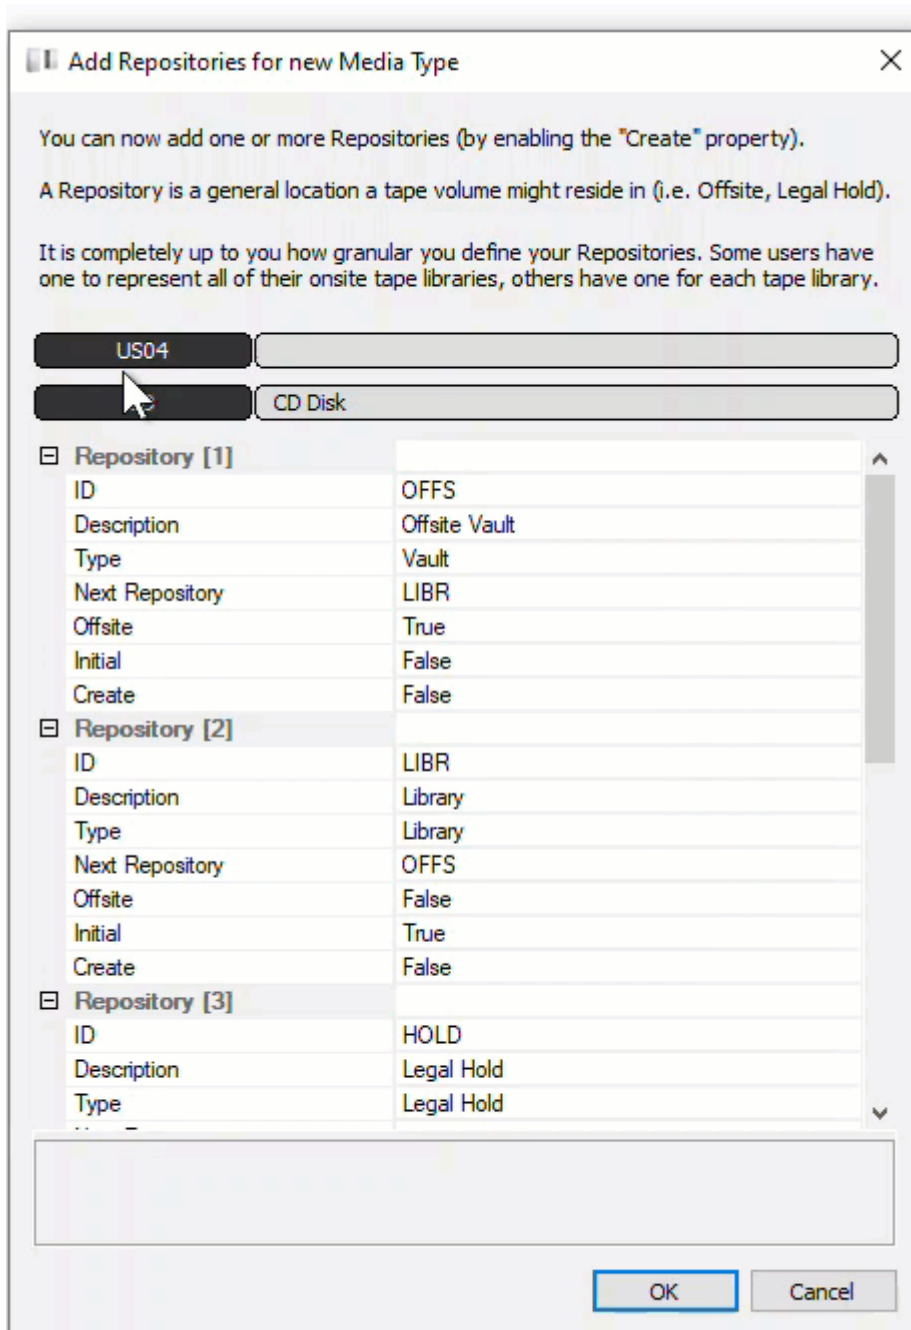 Add Repositories for new Media Type
You can now add one or more Repositories (by enabling the "Create" property).
A Repository is a general location a tape volume might reside in (i.e. Offsite, Legal Hold).
It is completely up to you how granular you define your Repositories. Some users have
one to represent all of their onsite tape libraries, others have one for each tape library.
US04
CD Disk
Repository [1]
ID OFFS
Description Offsite Vault
Type Vault
Next Repository LIBR
Offsite True
Initial False
Create False
Repository [2]
ID LIBR
Description Library
Type Library
Next Repository OFFS
Offsite False
Initial True
Create False
Repository [3]
ID HOLD
Description Legal Hold
Type Legal Hold
OK Cancel